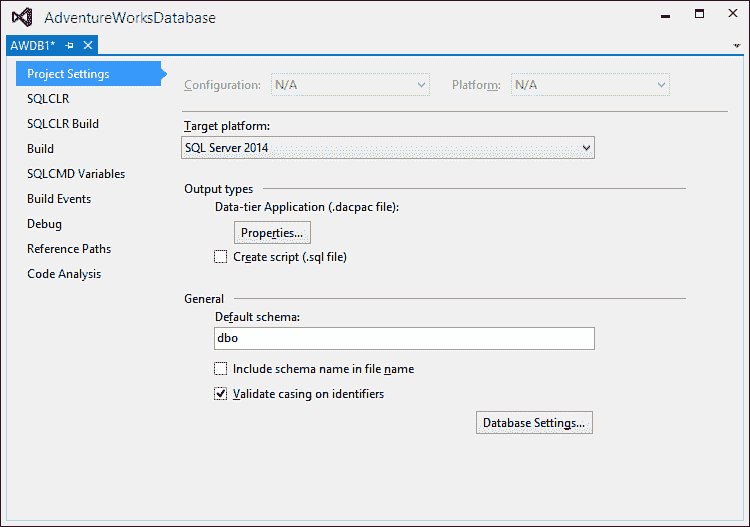 AdventureWorksDatabase
AWDB1*
Project Settings
SQLCLR
SQLCLR Build
Build
SQLCMD Variables
Build Events
Debug
Reference Paths
Code Analysis
Configuration: N/A Platform: N/A
Target platform:
SQL Server 2014
Output types
Data-tier Application (.dacpac file):
Properties...
Create script (.sql file)
General
Default schema:
dbo
Include schema name in file name
Validate casing on identifiers
Database Settings...